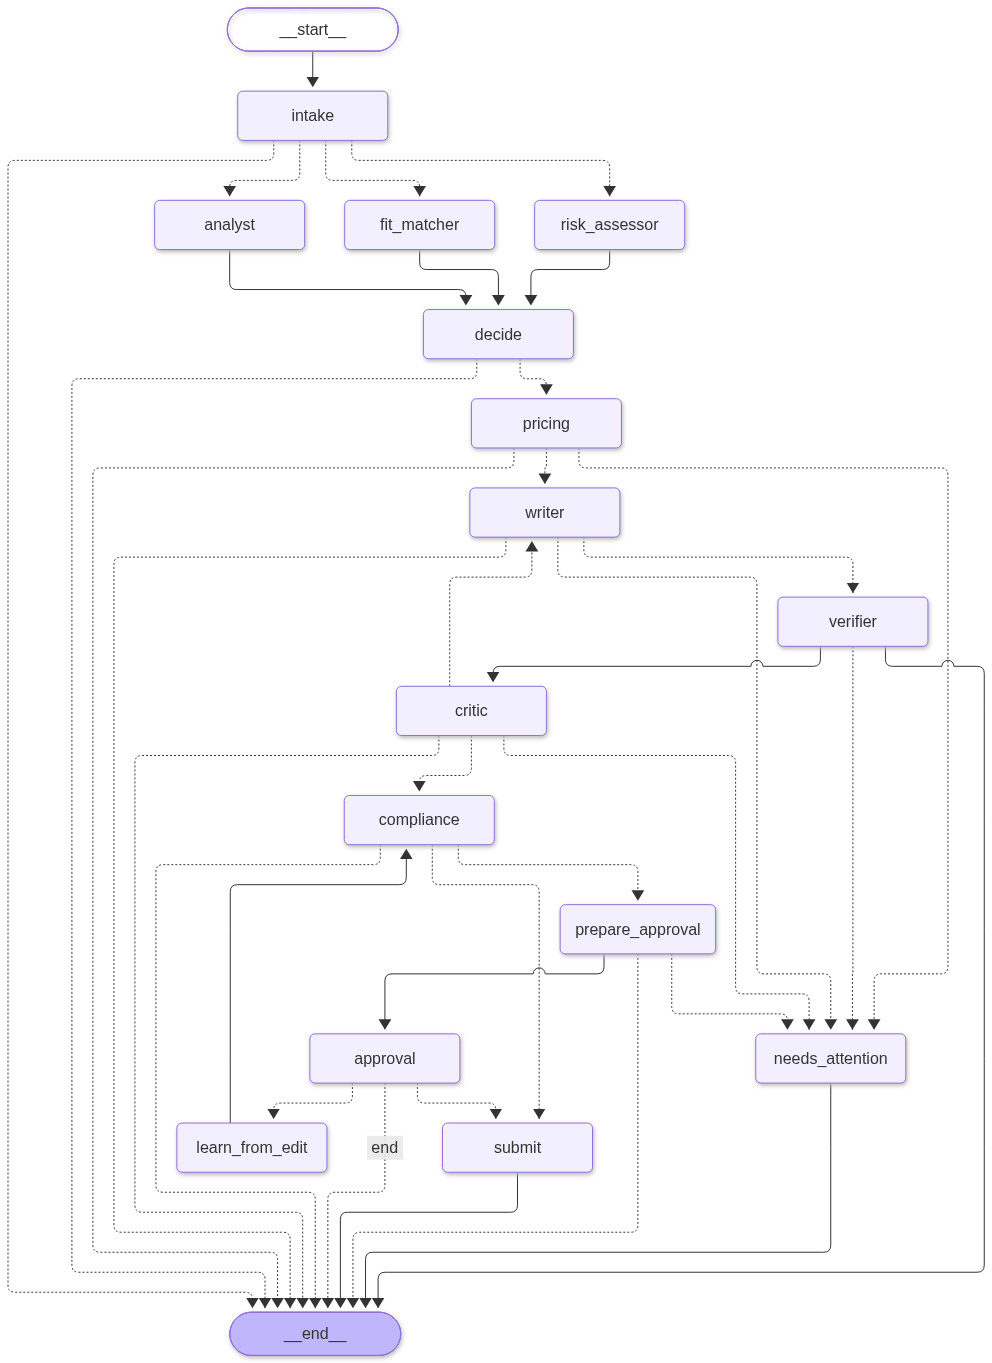 __start__
intake
analyst
fit_matcher
risk_assessor
decide
pricing
writer
verifier
critic
compliance
prepare_approval
approval
needs_attention
learn_from_edit
end
submit
__end__